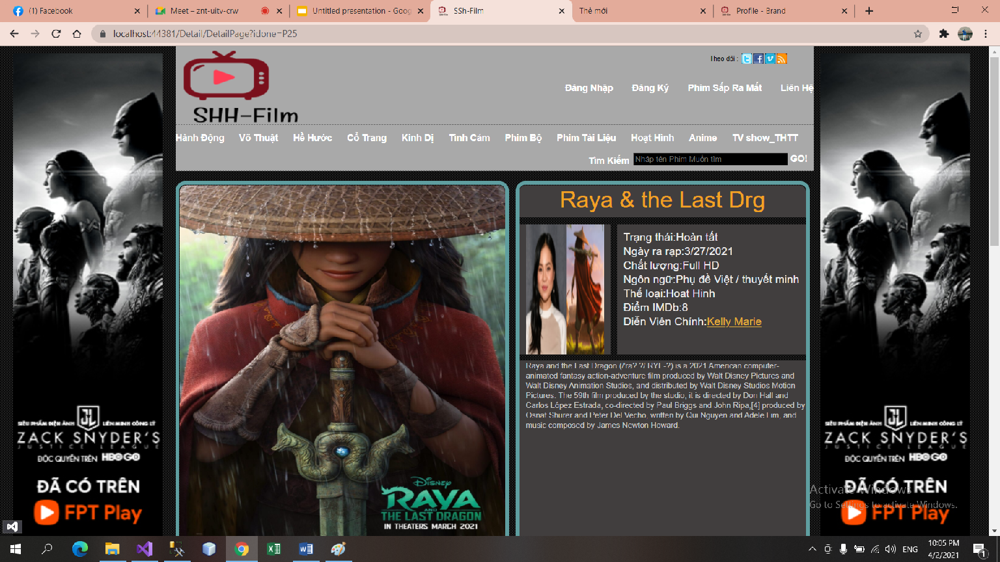 (1) Facebook
Meet – znt-uitv-crw
Untitled presentation - Goog
SSh-Film
Thẻ mới
Profile - Brand
localhost:44381/Detail/DetailPage?idone=P25
SHH-Film
Theo dõi :
Đăng Nhập
Đăng Ký
Phim Sắp Ra Mắt
Liên Hệ
Hành Động
Võ Thuật
Hề Hước
Cổ Trang
Kinh Dị
Tình Cảm
Phim Bộ
Phim Tài Liệu
Hoạt Hình
Anime
TV show_THTT
Tìm Kiếm
Nhập tên Phim Muốn tìm
GO!
Raya & the Last Drg
Trạng thái:Hoàn tất
Ngày ra rạp:3/27/2021
Chất lượng:Full HD
Ngôn ngữ:Phụ đề Việt / thuyết minh
Thể loại:Hoat Hinh
Điểm IMDb:8
Diễn Viên Chính:Kelly Marie
Raya and the Last Dragon (/'ra?.?/ RYE-?) is a 2021 American computer-
animated fantasy action-adventure film produced by Walt Disney Pictures and
Walt Disney Animation Studios, and distributed by Walt Disney Studios Motion
Pictures. The 59th film produced by the studio, it is directed by Don Hall and
Carlos López Estrada, co-directed by Paul Briggs and John Ripa,[4] produced by
Osnat Shurer and Peter Del Vecho, written by Qui Nguyen and Adele Lim, and
music composed by James Newton Howard.
DISNEY
RAYA
AND
THE LAST DRAGON
IN THEATERS MARCH 2021
SIÊU PHẨM ĐIỆN ẢNH
LIÊN MINH CÔNG LÝ
ZACK SNYDER'S
JUSTICE LEAGUE
ĐỘC QUYỀN TRÊN HBO GO
ĐÃ CÓ TRÊN
FPT Play
SIÊU PHẨM ĐIỆN ẢNH
LIÊN MINH CÔNG LÝ
ZACK SNYDER'S
JUSTICE LEAGUE
ĐỘC QUYỀN TRÊN HBO GO
ĐÃ CÓ TRÊN
FPT Play
Activate Windows
Go to Settings to activate Windows.
ENG
10:05 PM
4/2/2021
1